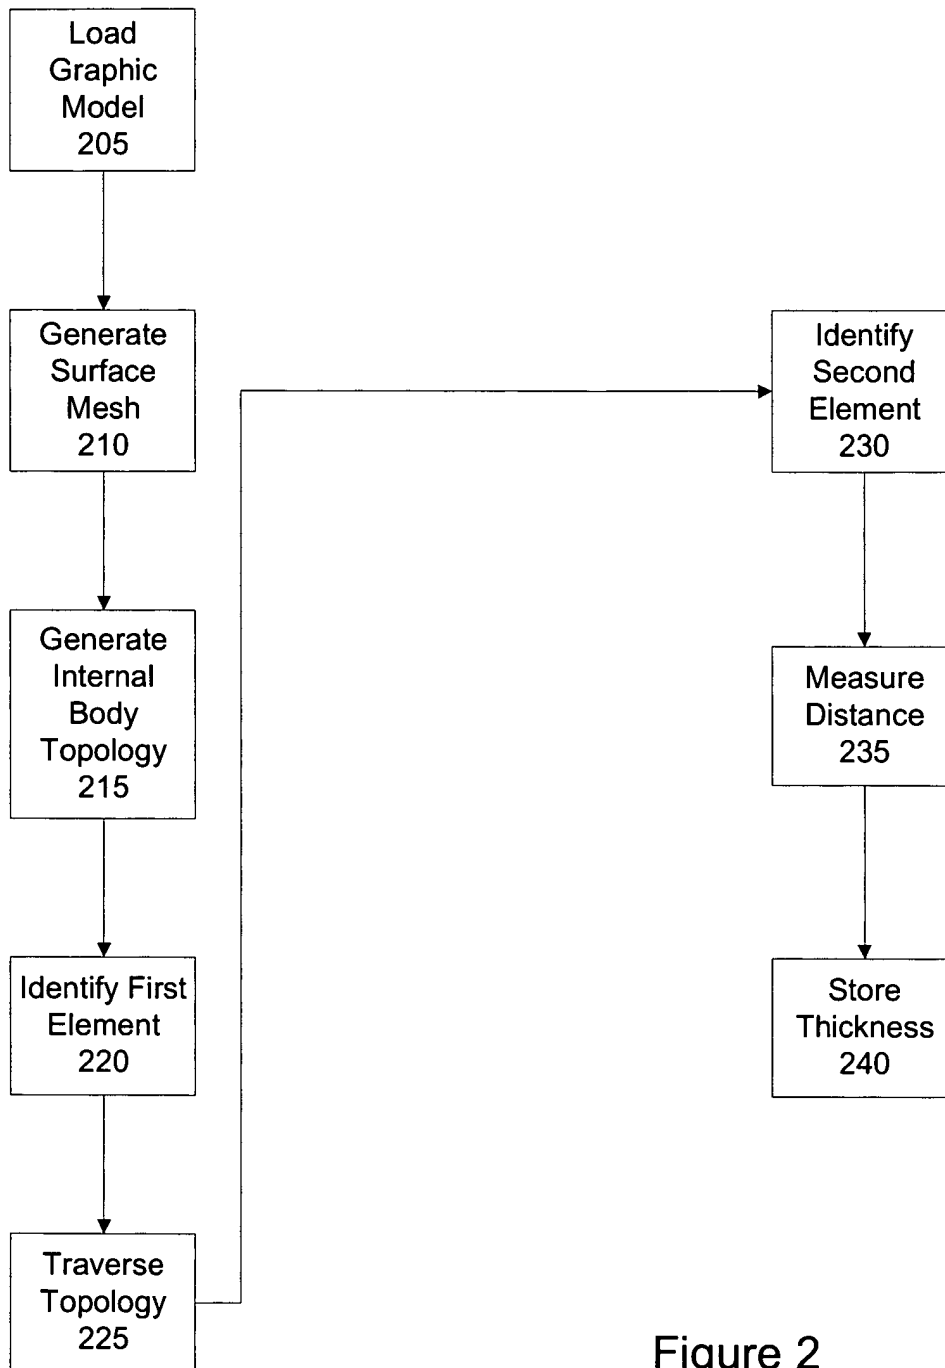 Load
Graphic
Model
205
Generate
Surface
Mesh
210
Generate
Internal
Body
Topology
215
Identify First
Element
220
Traverse
Topology
225
Identify
Second
Element
230
Measure
Distance
235
Store
Thickness
240
Figure 2